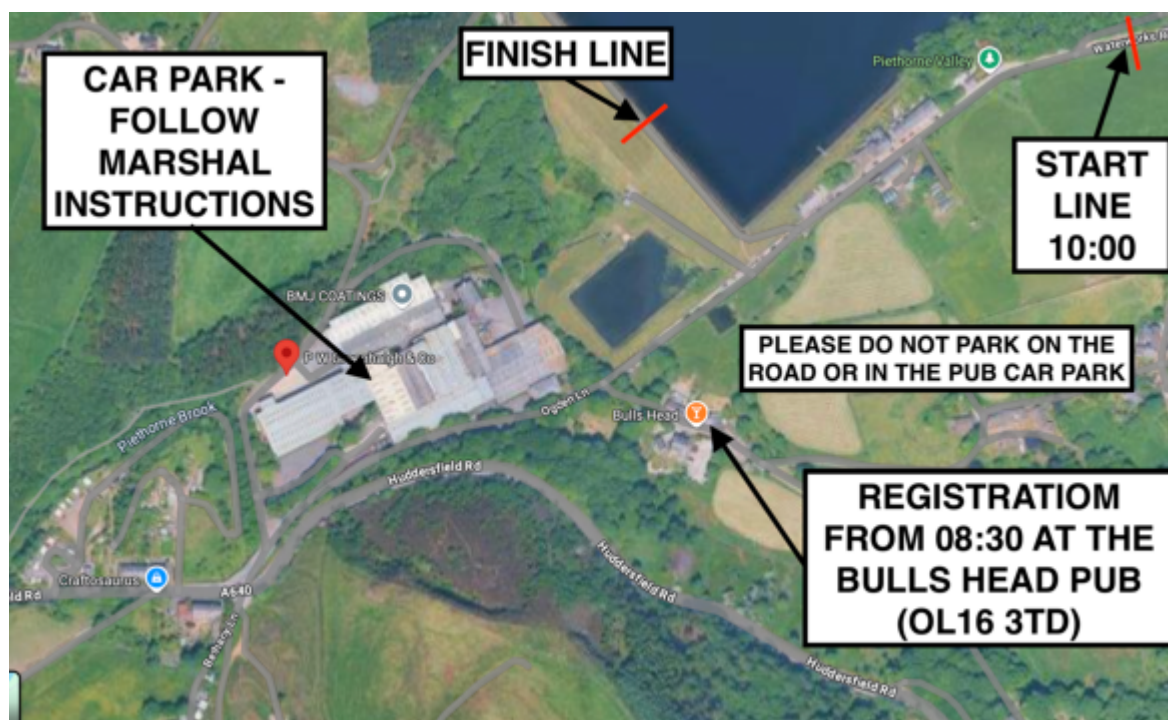 CAR PARK -
FOLLOW
MARSHAL
INSTRUCTIONS
FINISH LINE
Piethorne Valley
START
LINE
10:00
BMJ COATINGS
PLEASE DO NOT PARK ON THE
ROAD OR IN THE PUB CAR PARK
Piethorne Brook
Ogden Ln
Bulls Head
Huddersfield Rd
REGISTRATIOM
FROM 08:30 AT THE
BULLS HEAD PUB
(OL16 3TD)
Huddersfield Rd
Craftosaurus
A640
Bethany Ln
Huddersfield Rd